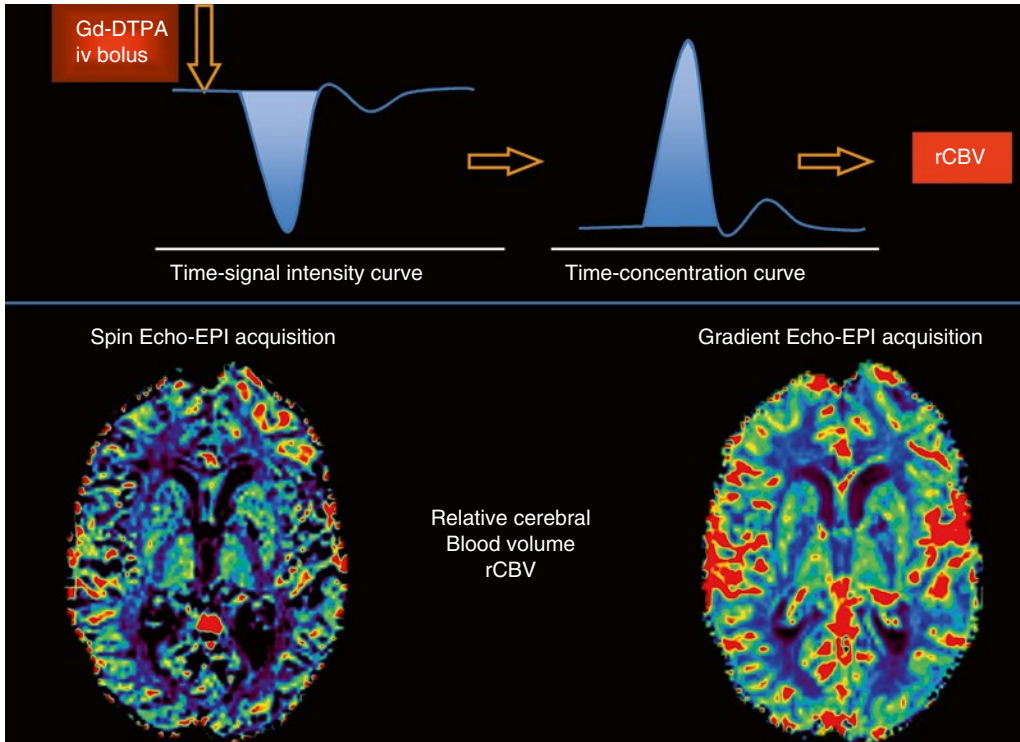 Gd-DTPA
iv bolus
rCBV
Time-signal intensity curve
Time-concentration curve
Spin Echo-EPI acquisition
Gradient Echo-EPI acquisition
Relative cerebral
Blood volume
rCBV